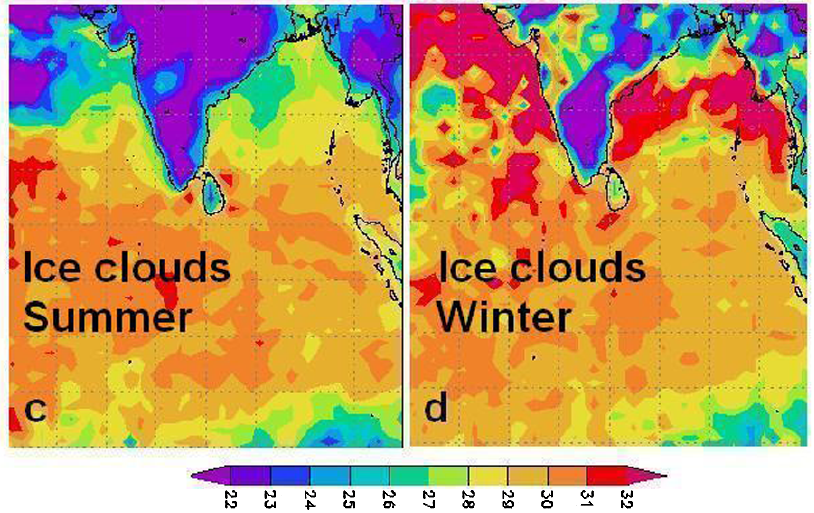 Ice clouds
Summer
c
Ice clouds
Winter
d
22 23 24 25 26 27 28 29 30 31 32